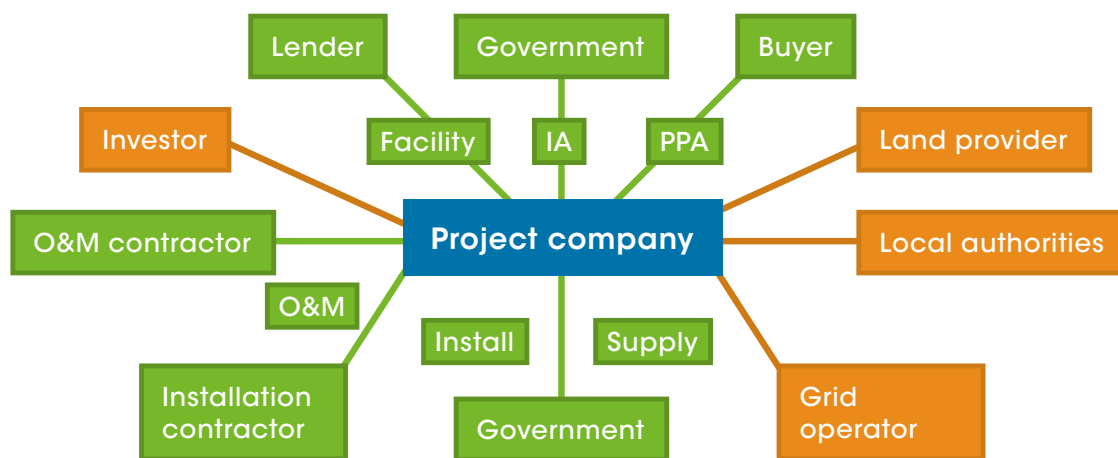 Lender
Government
Buyer
Investor
Facility
IA
PPA
Land provider
O&M contractor
Project company
Local authorities
O&M
Install
Supply
Installation
contractor
Government
Grid
operator